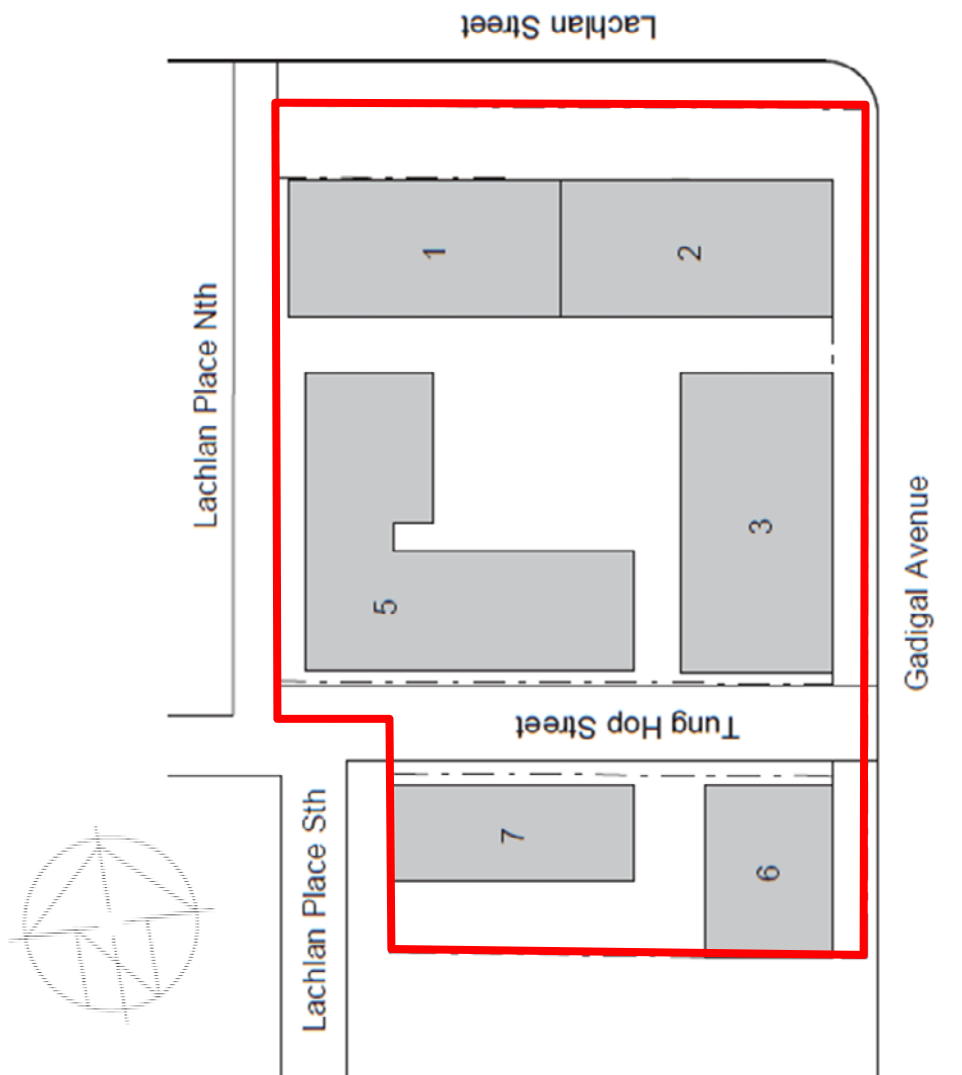 Lachlan Street
1
2
Lachlan Place Nth
3
5
Gadigal Avenue
Tung Hop Street
7
6
Lachlan Place Sth